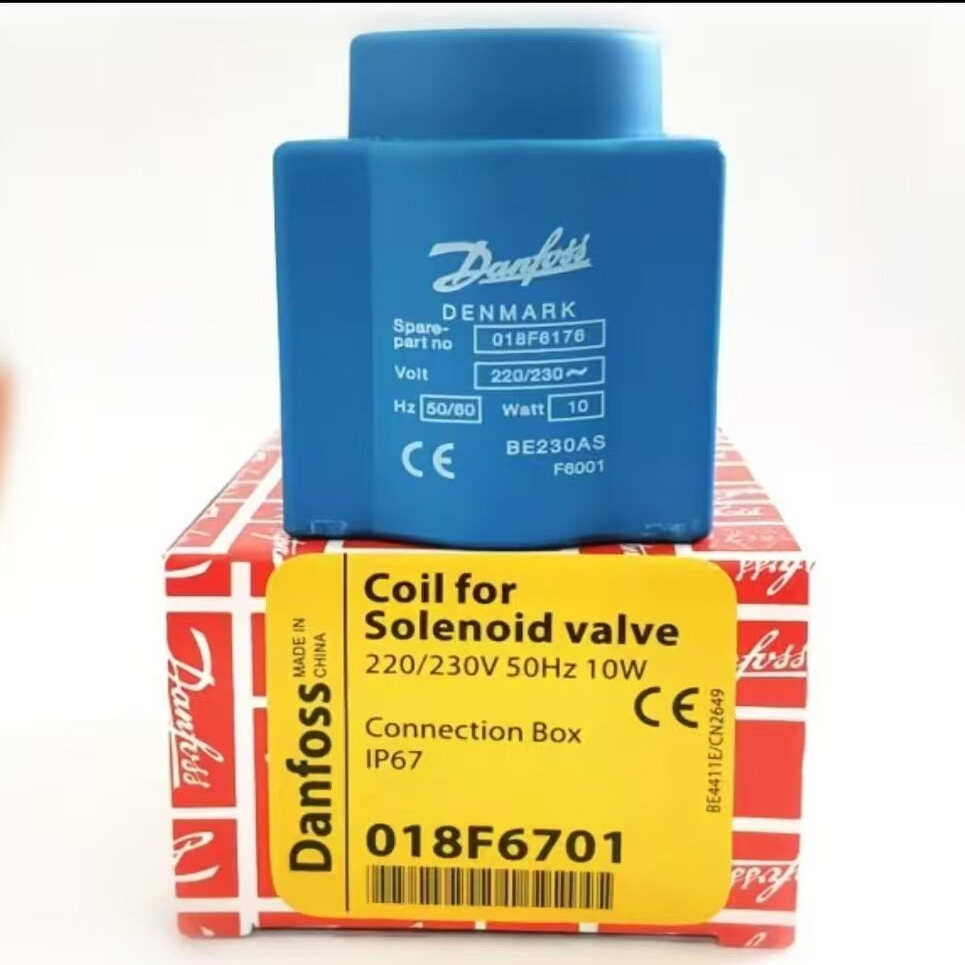 Danfoss
DENMARK
Spare-
part no 018F6176
Volt 220/230~
Hz 50/60 Watt 10
CE BE230AS
F6001
Coil for
Solenoid valve
220/230V 50Hz 10W
CE
Connection Box
IP67
018F6701
Danfoss
MADE IN
CHINA
BE4411E/CN2649
Danfoss